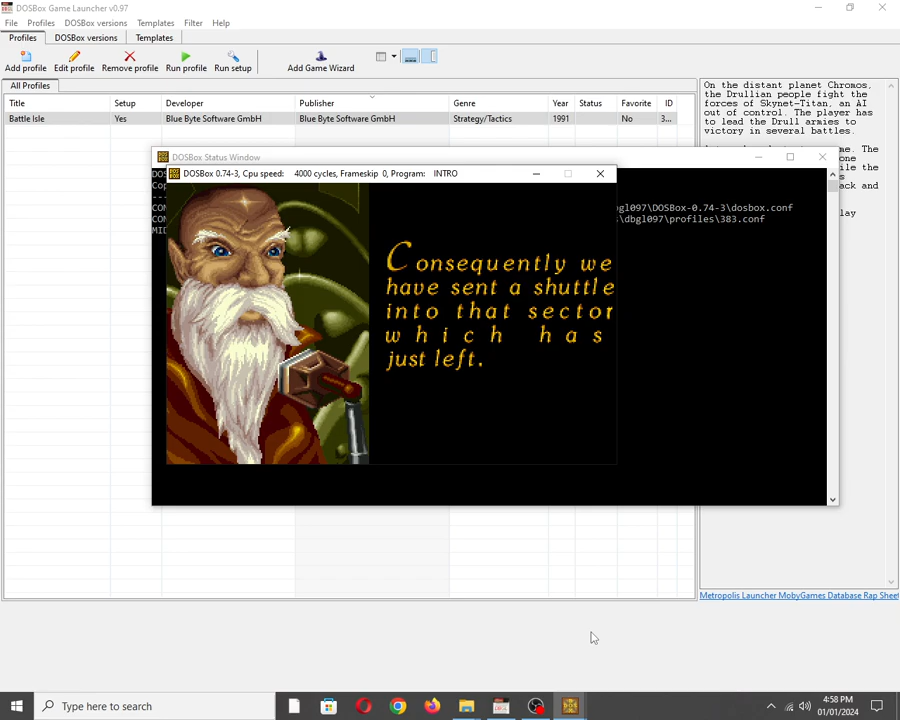 DOSBox Game Launcher v0.97
File Profiles DOSBox versions Templates Filter Help
Profiles DOSBox versions Templates
Add profile Edit profile Remove profile Run profile Run setup Add Game Wizard
All Profiles
Title Setup Developer Publisher Genre Year Status Favorite ID
Battle Isle Yes Blue Byte Software GmbH Blue Byte Software GmbH Strategy/Tactics 1991 No 3...
On the distant planet Chromos,
the Drullian people fight the
forces of Skynet-Titan, an AI
out of control. The player has
to lead the Drull armies to
victory in several battles.
DOSBox Status Window
DOSBox 0.74-3, Cpu speed: 4000 cycles, Frameskip 0, Program: INTRO
bgl097\DOSBox-0.74-3\dosbox.conf
\dbgl097\profiles\383.conf
Consequently we
have sent a shuttle
into that sector
which has
just left.
Metropolis Launcher MobyGames Database Rap Sheet
Type here to search
4:58 PM
01/01/2024